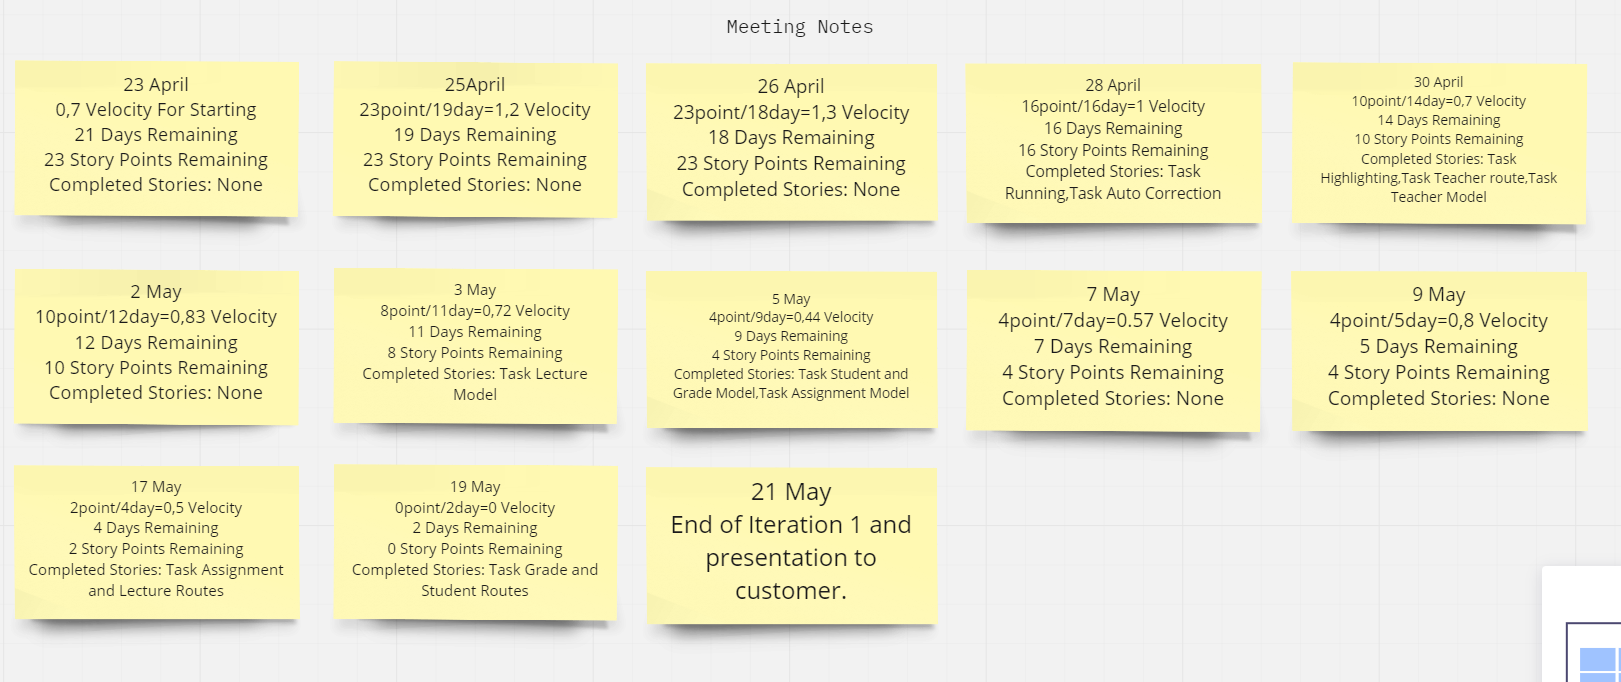 Meeting Notes
23 April
0,7 Velocity For Starting
21 Days Remaining
23 Story Points Remaining
Completed Stories: None
25April
23point/19day=1,2 Velocity
19 Days Remaining
23 Story Points Remaining
Completed Stories: None
26 April
23point/18day=1,3 Velocity
18 Days Remaining
23 Story Points Remaining
Completed Stories: None
28 April
16point/16day=1 Velocity
16 Days Remaining
16 Story Points Remaining
Completed Stories: Task
Running,Task Auto Correction
30 April
10point/14day=0,7 Velocity
14 Days Remaining
10 Story Points Remaining
Completed Stories: Task
Highlighting,Task Teacher route,Task
Teacher Model
2 May
10point/12day=0,83 Velocity
12 Days Remaining
10 Story Points Remaining
Completed Stories: None
3 May
8point/11day=0,72 Velocity
11 Days Remaining
8 Story Points Remaining
Completed Stories: Task Lecture
Model
5 May
4point/9day=0,44 Velocity
9 Days Remaining
4 Story Points Remaining
Completed Stories: Task Student and
Grade Model,Task Assignment Model
7 May
4point/7day=0.57 Velocity
7 Days Remaining
4 Story Points Remaining
Completed Stories: None
9 May
4point/5day=0,8 Velocity
5 Days Remaining
4 Story Points Remaining
Completed Stories: None
17 May
2point/4day=0,5 Velocity
4 Days Remaining
2 Story Points Remaining
Completed Stories: Task Assignment
and Lecture Routes
19 May
0point/2day=0 Velocity
2 Days Remaining
0 Story Points Remaining
Completed Stories: Task Grade and
Student Routes
21 May
End of Iteration 1 and
presentation to
customer.